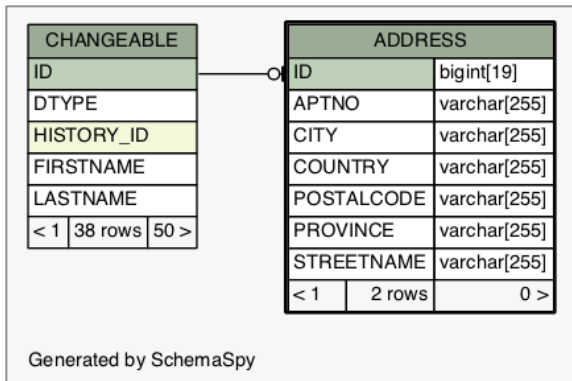 CHANGEABLE
ID
DTYPE
HISTORY_ID
FIRSTNAME
LASTNAME
< 1 38 rows 50 >
ADDRESS
ID bigint[19]
APTNO varchar[255]
CITY varchar[255]
COUNTRY varchar[255]
POSTALCODE varchar[255]
PROVINCE varchar[255]
STREETNAME varchar[255]
< 1 2 rows 0 >
Generated by SchemaSpy